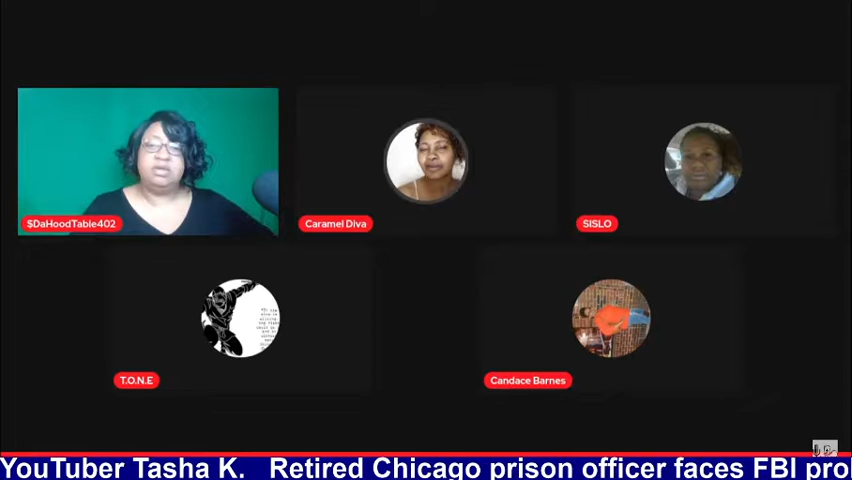 $DaHoodTable402
Caramel Diva
SISLO
T.O.N.E
Candace Barnes
YouTuber Tasha K. Retired Chicago prison officer faces FBI pro